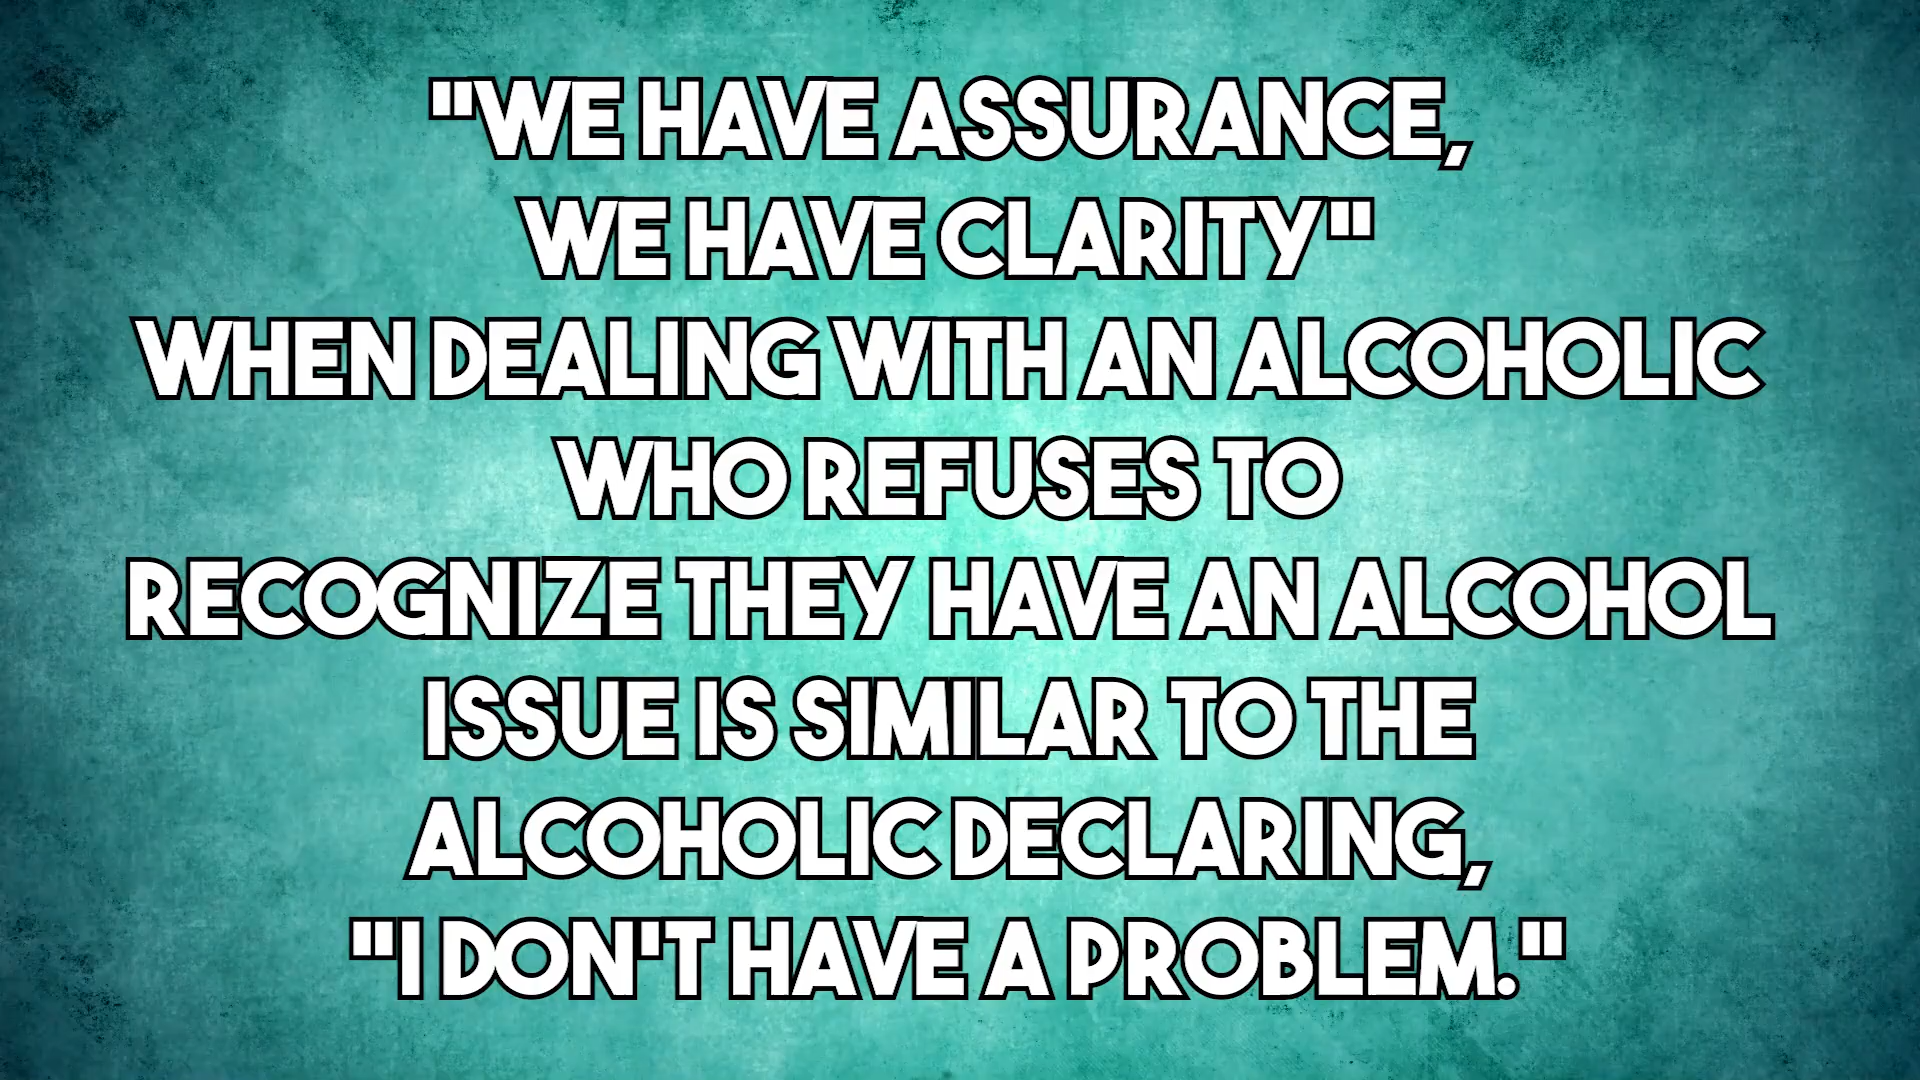 "WE HAVE ASSURANCE,
WE HAVE CLARITY"
WHEN DEALING WITH AN ALCOHOLIC
WHO REFUSES TO
RECOGNIZE THEY HAVE AN ALCOHOL
ISSUE IS SIMILAR TO THE
ALCOHOLIC DECLARING,
"I DON'T HAVE A PROBLEM."